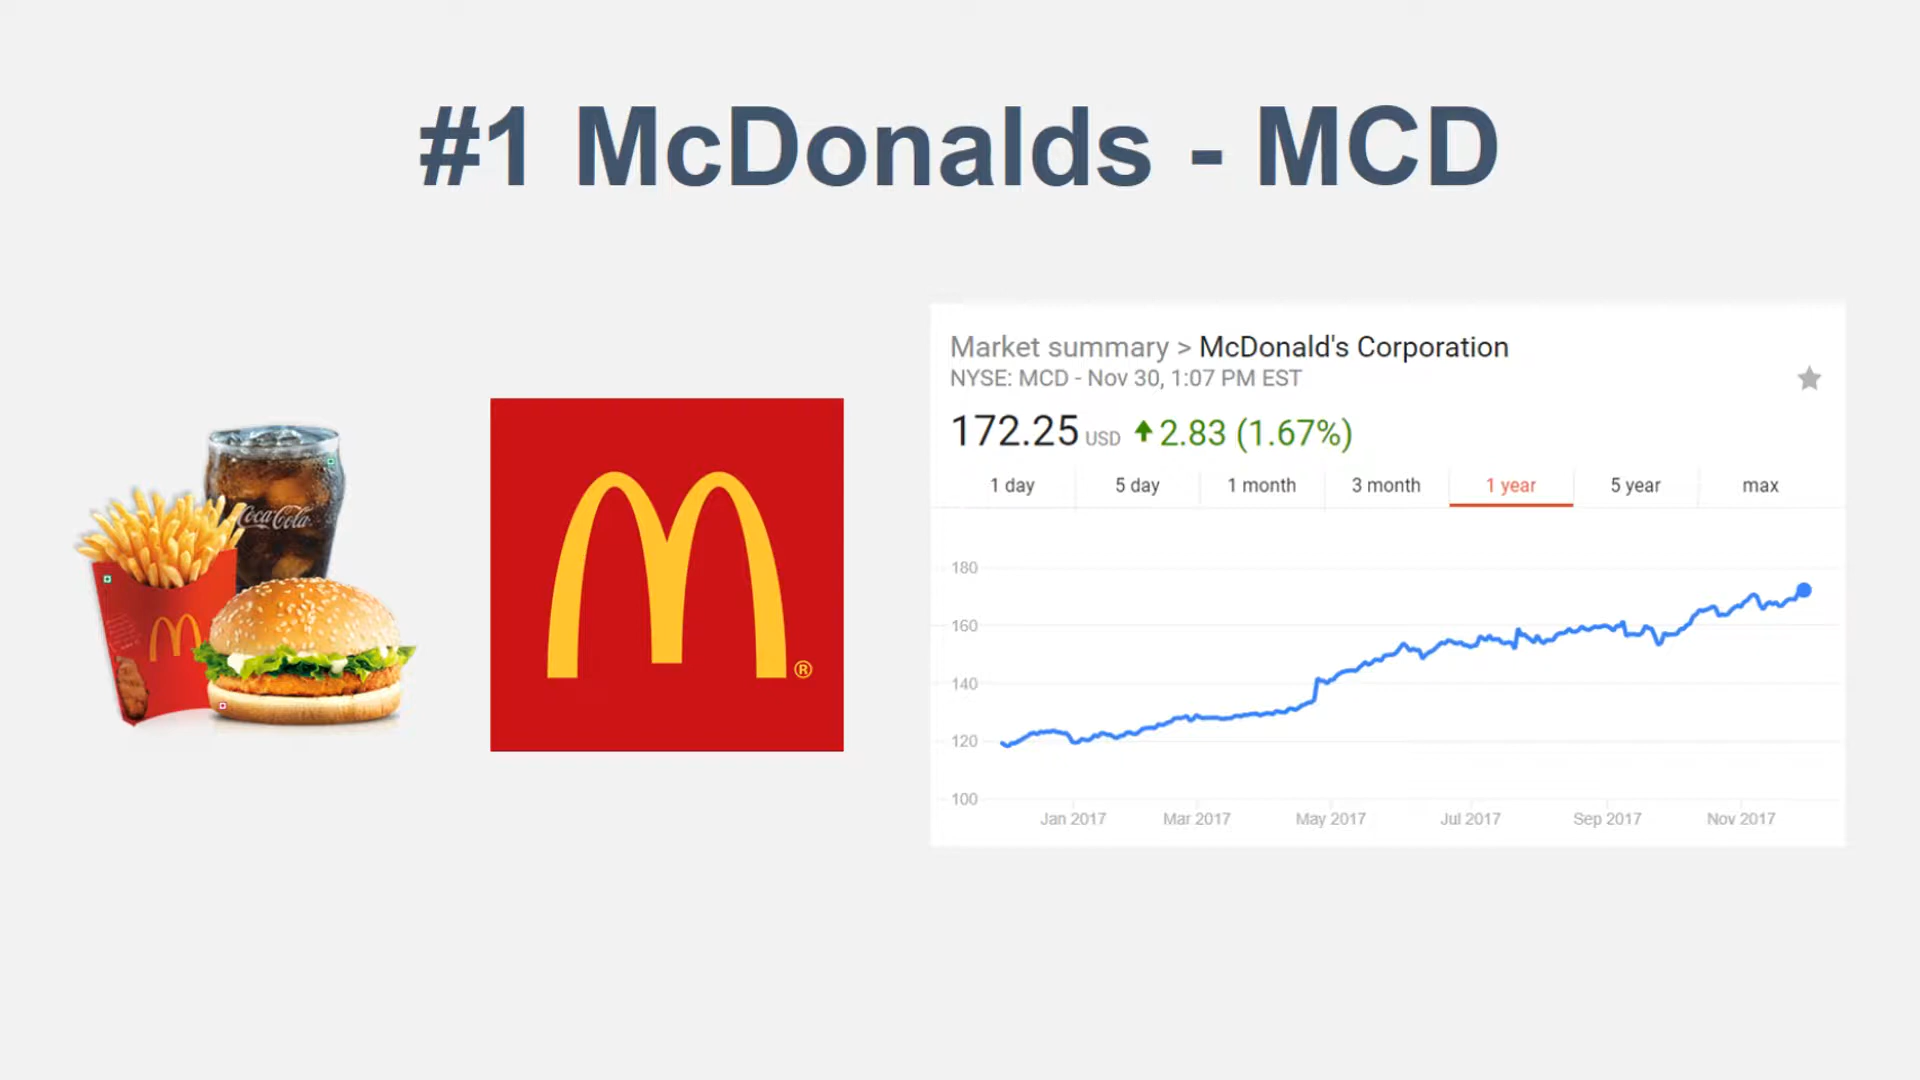 #1 McDonalds - MCD
Coca-Cola
Market summary > McDonald's Corporation
NYSE: MCD - Nov 30, 1:07 PM EST
172.25 USD 2.83 (1.67%)
1 day 5 day 1 month 3 month 1 year 5 year max
180
160
140
120
100
Jan 2017 Mar 2017 May 2017 Jul 2017 Sep 2017 Nov 2017
®